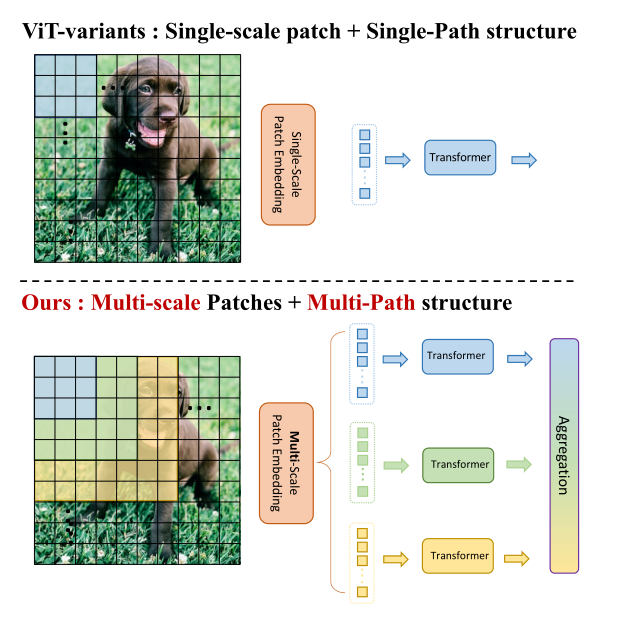 ViT-variants : Single-scale patch + Single-Path structure
Single-Scale
Patch Embedding
Transformer
Ours : Multi-scale Patches + Multi-Path structure
Multi-Scale
Patch Embedding
Transformer
Transformer
Transformer
Aggregation